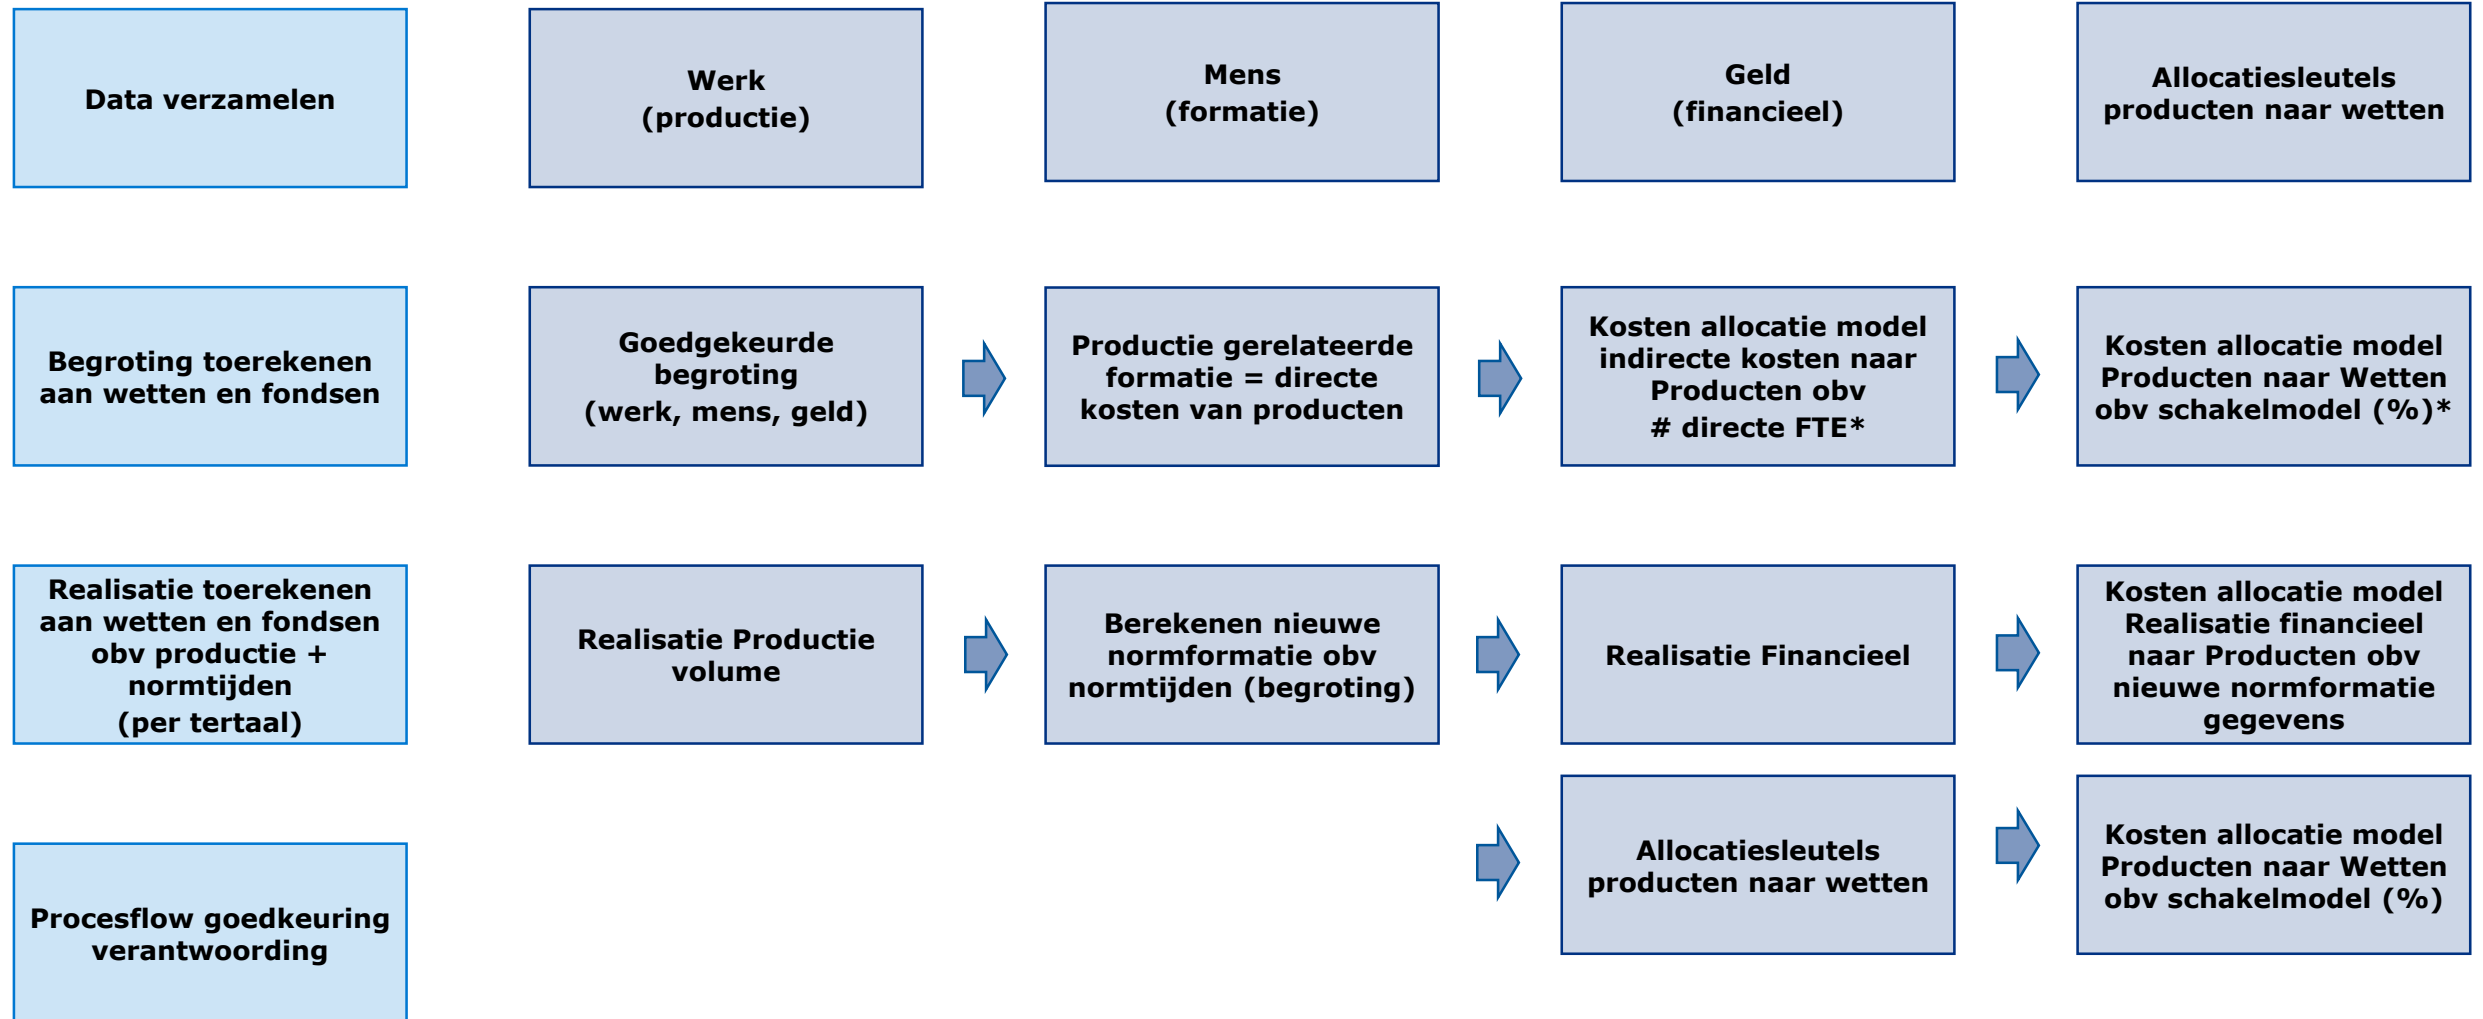 Data verzamelen
Werk
(productie)
Mens
(formatie)
Geld
(financieel)
Allocatiesleutels
producten naar wetten
Begroting toerekenen
aan wetten en fondsen
Goedgekeurde
begroting
(werk, mens, geld)
Productie gerelateerde
formatie = directe
kosten van producten
Kosten allocatie model
indirecte kosten naar
Producten obv
# directe FTE*
Kosten allocatie model
Producten naar Wetten
obv schakelmodel (%)*
Realisatie toerekenen
aan wetten en fondsen
obv productie +
normtijden
(per tertaal)
Realisatie Productie
volume
Berekenen nieuwe
normformatie obv
normtijden (begroting)
Realisatie Financieel
Kosten allocatie model
Realisatie financieel
naar Producten obv
nieuwe normformatie
gegevens
Procesflow goedkeuring
verantwoording
Allocatiesleutels
producten naar wetten
Kosten allocatie model
Producten naar Wetten
obv schakelmodel (%)